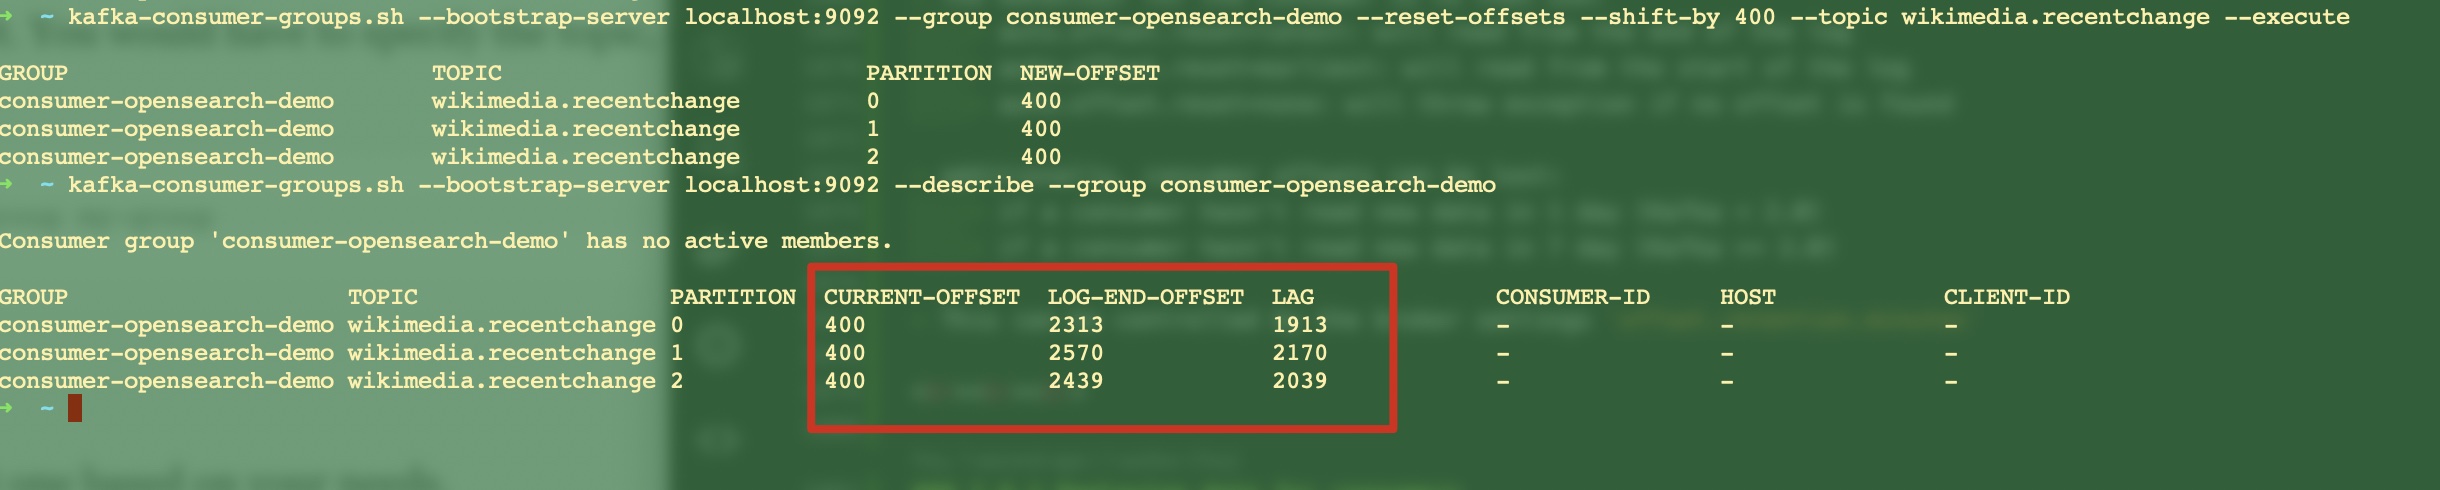 ➜ ~ kafka-consumer-groups.sh --bootstrap-server localhost:9092 --group consumer-opensearch-demo --reset-offsets --shift-by 400 --topic wikimedia.recentchange --execute
GROUP TOPIC PARTITION NEW-OFFSET
consumer-opensearch-demo wikimedia.recentchange 0 400
consumer-opensearch-demo wikimedia.recentchange 1 400
consumer-opensearch-demo wikimedia.recentchange 2 400
➜ ~ kafka-consumer-groups.sh --bootstrap-server localhost:9092 --describe --group consumer-opensearch-demo
Consumer group 'consumer-opensearch-demo' has no active members.
GROUP TOPIC PARTITION CURRENT-OFFSET LOG-END-OFFSET LAG CONSUMER-ID HOST CLIENT-ID
consumer-opensearch-demo wikimedia.recentchange 0 400 2313 1913 - - -
consumer-opensearch-demo wikimedia.recentchange 1 400 2570 2170 - - -
consumer-opensearch-demo wikimedia.recentchange 2 400 2439 2039 - - -
➜ ~